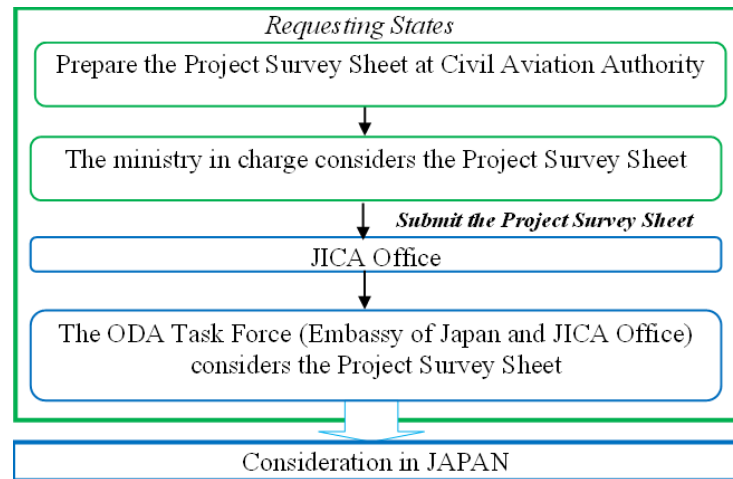 Requesting States
Prepare the Project Survey Sheet at Civil Aviation Authority
The ministry in charge considers the Project Survey Sheet
Submit the Project Survey Sheet
JICA Office
The ODA Task Force (Embassy of Japan and JICA Office)
considers the Project Survey Sheet
Consideration in JAPAN